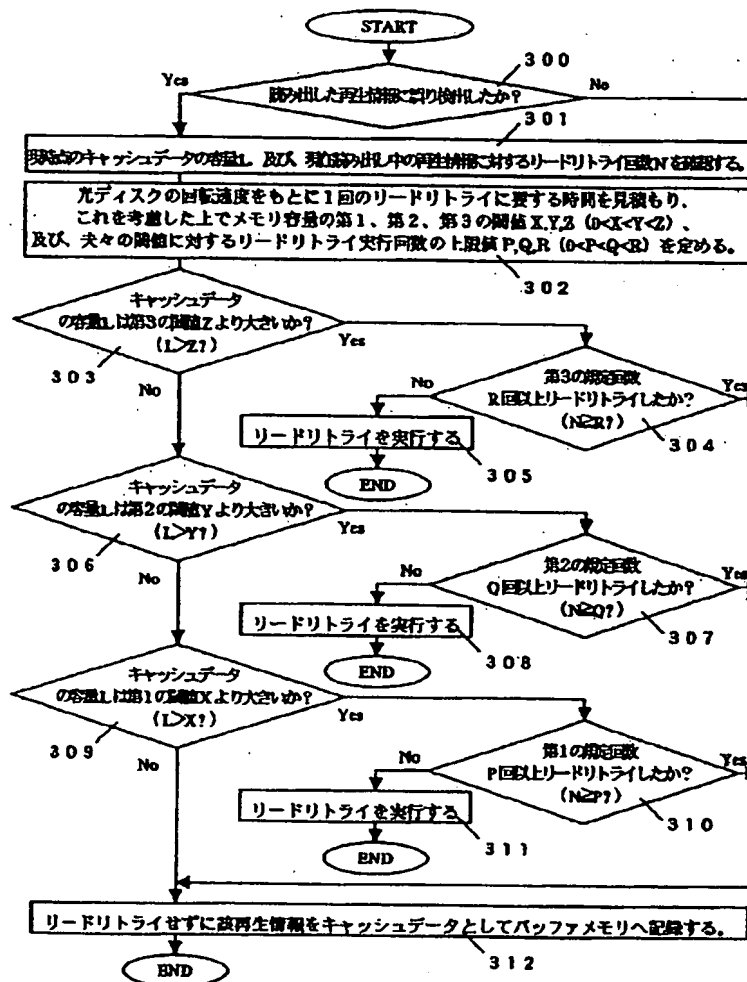 START
300
Yes
No
読み出した再生情報に誤り検出したか?
301
現時点のキャッシュデータの容量L 及び、現在読み出し中の再生情報に対するリードリトライ回数Nを確認する。
光ディスクの回転速度をもとに1回のリードリトライに要する時間を見積もり、
これを考慮した上でメモリ容量の第1、第2、第3の閾値X,Y,Z (0<X<Y<Z)、
及び、夫々の閾値に対するリードリトライ実行回数の上限値P,Q,R (0<P<Q<R) を定める。
302
キャッシュデータ
の容量Lは第3の閾値Zより大きいか?
(L>Z?)
Yes
303
No
第3の規定回数
R回以上リードリトライしたか?
(N≥R?)
No
Yes
304
リードリトライを実行する
305
END
キャッシュデータ
の容量Lは第2の閾値Yより大きいか?
(L>Y?)
Yes
306
No
第2の規定回数
Q回以上リードリトライしたか?
(N≥Q?)
No
Yes
307
リードリトライを実行する
308
END
キャッシュデータ
の容量Lは第1の閾値Xより大きいか?
(L>X?)
Yes
309
No
第1の規定回数
P回以上リードリトライしたか?
(N≥P?)
No
Yes
310
リードリトライを実行する
311
END
リードリトライせずに該再生情報をキャッシュデータとしてバッファメモリへ記録する。
312
END